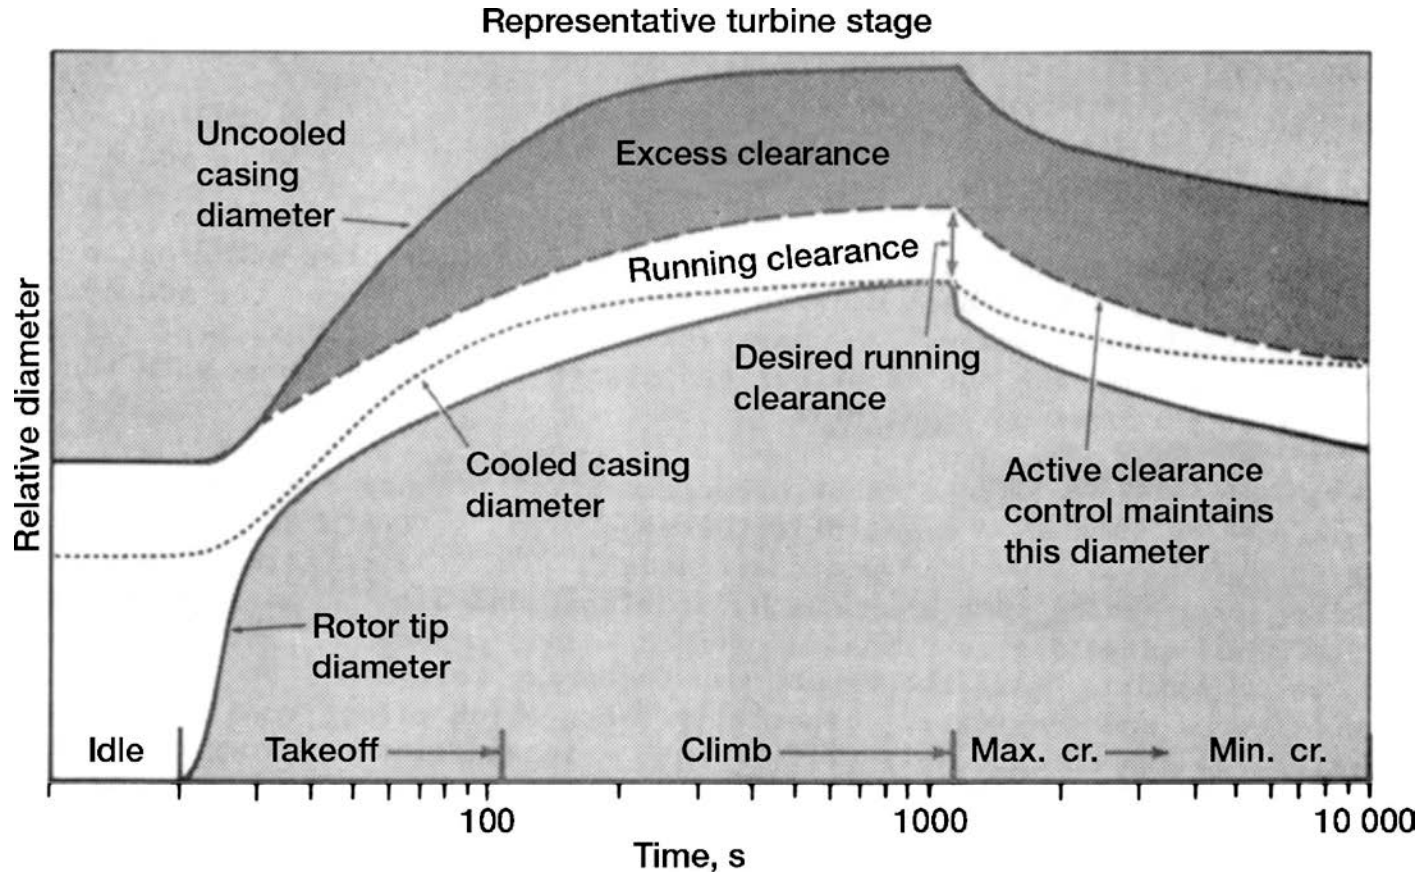 Representative turbine stage
Uncooled
casing
diameter
Excess clearance
Running clearance
Relative diameter
Desired running
clearance
Cooled casing
diameter
Active clearance
control maintains
this diameter
Rotor tip
diameter
Idle
Takeoff
Climb
Max. cr.
Min. cr.
100
1000
10 000
Time, s